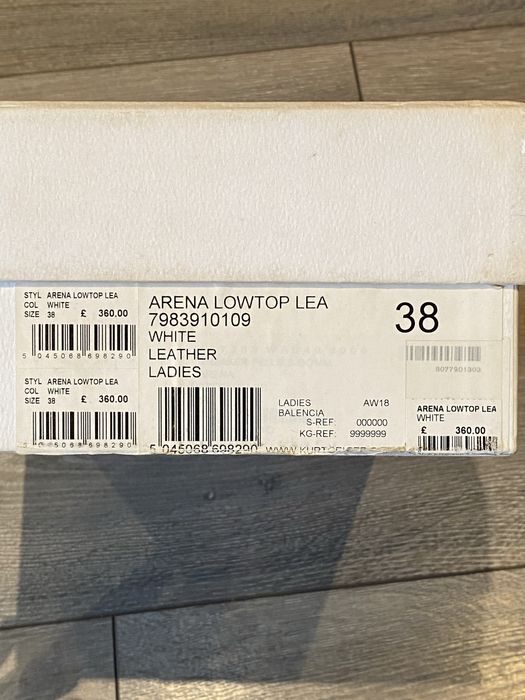 STYL ARENA LOWTOP LEA
COL WHITE
SIZE 38 £ 360.00
5 045068 698290
STYL ARENA LOWTOP LEA
COL WHITE
SIZE 38 £ 360.00
5 045068 698290
ARENA LOWTOP LEA
7983910109
WHITE
LEATHER
LADIES
38
LADIES AW18
BALENCIA
S-REF. 000000
KG-REF. 9999999
5 045068 698290
ARENA LOWTOP LEA
WHITE
£ 360.00